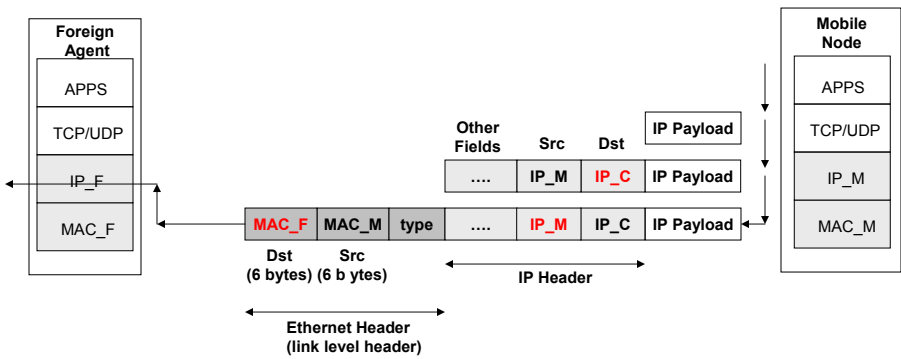 Foreign
Agent
APPS
TCP/UDP
IP_F
MAC_F
Mobile
Node
APPS
TCP/UDP
IP_M
MAC_M
IP Payload
Other
Fields
Src
Dst
.... IP_M IP_C IP Payload
MAC_F MAC_M type .... IP_M IP_C IP Payload
Dst
(6 bytes)
Src
(6 b ytes)
IP Header
Ethernet Header
(link level header)